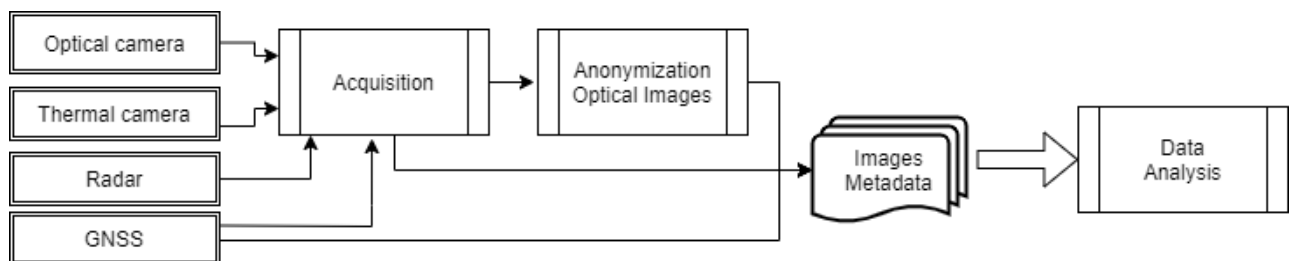 Optical camera
Thermal camera
Radar
GNSS
Acquisition
Anonymization
Optical Images
Images
Metadata
Data
Analysis